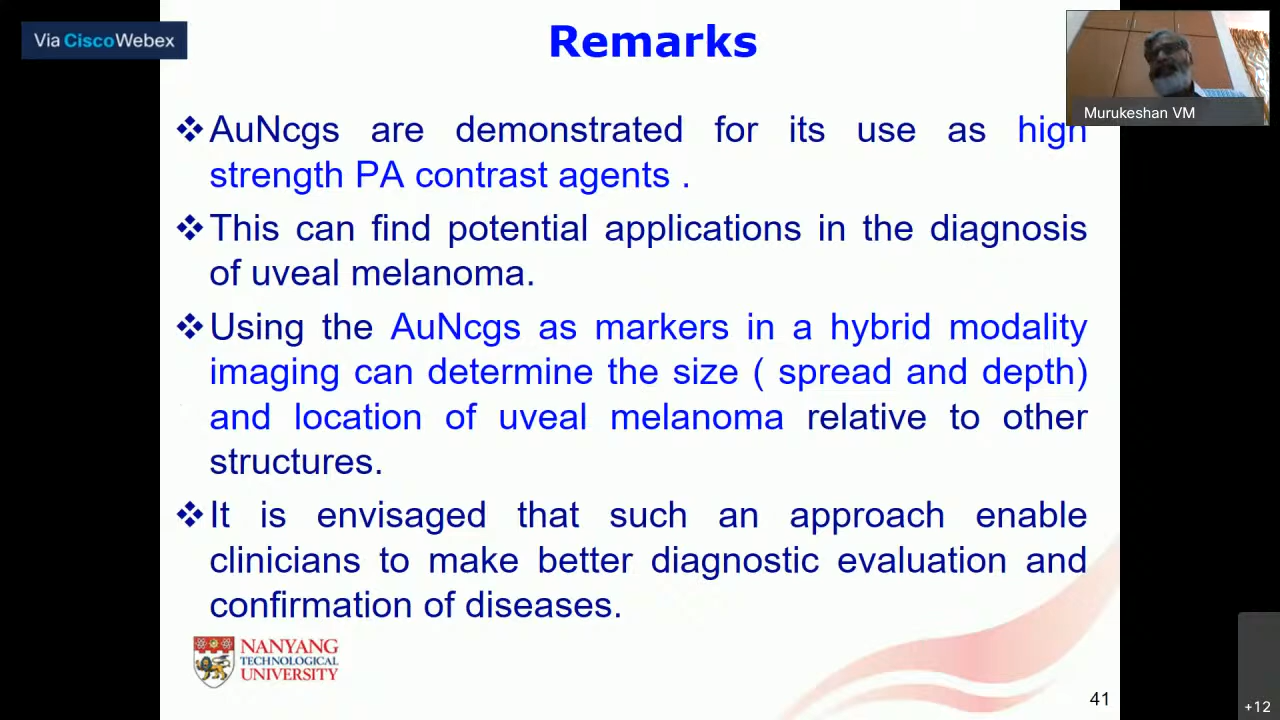 Via CiscoWebex
Remarks
Murukeshan VM
❖AuNcgs are demonstrated for its use as high
strength PA contrast agents .
❖This can find potential applications in the diagnosis
of uveal melanoma.
❖Using the AuNcgs as markers in a hybrid modality
imaging can determine the size ( spread and depth)
and location of uveal melanoma relative to other
structures.
❖It is envisaged that such an approach enable
clinicians to make better diagnostic evaluation and
confirmation of diseases.
NANYANG
TECHNOLOGICAL
UNIVERSITY
41
+12